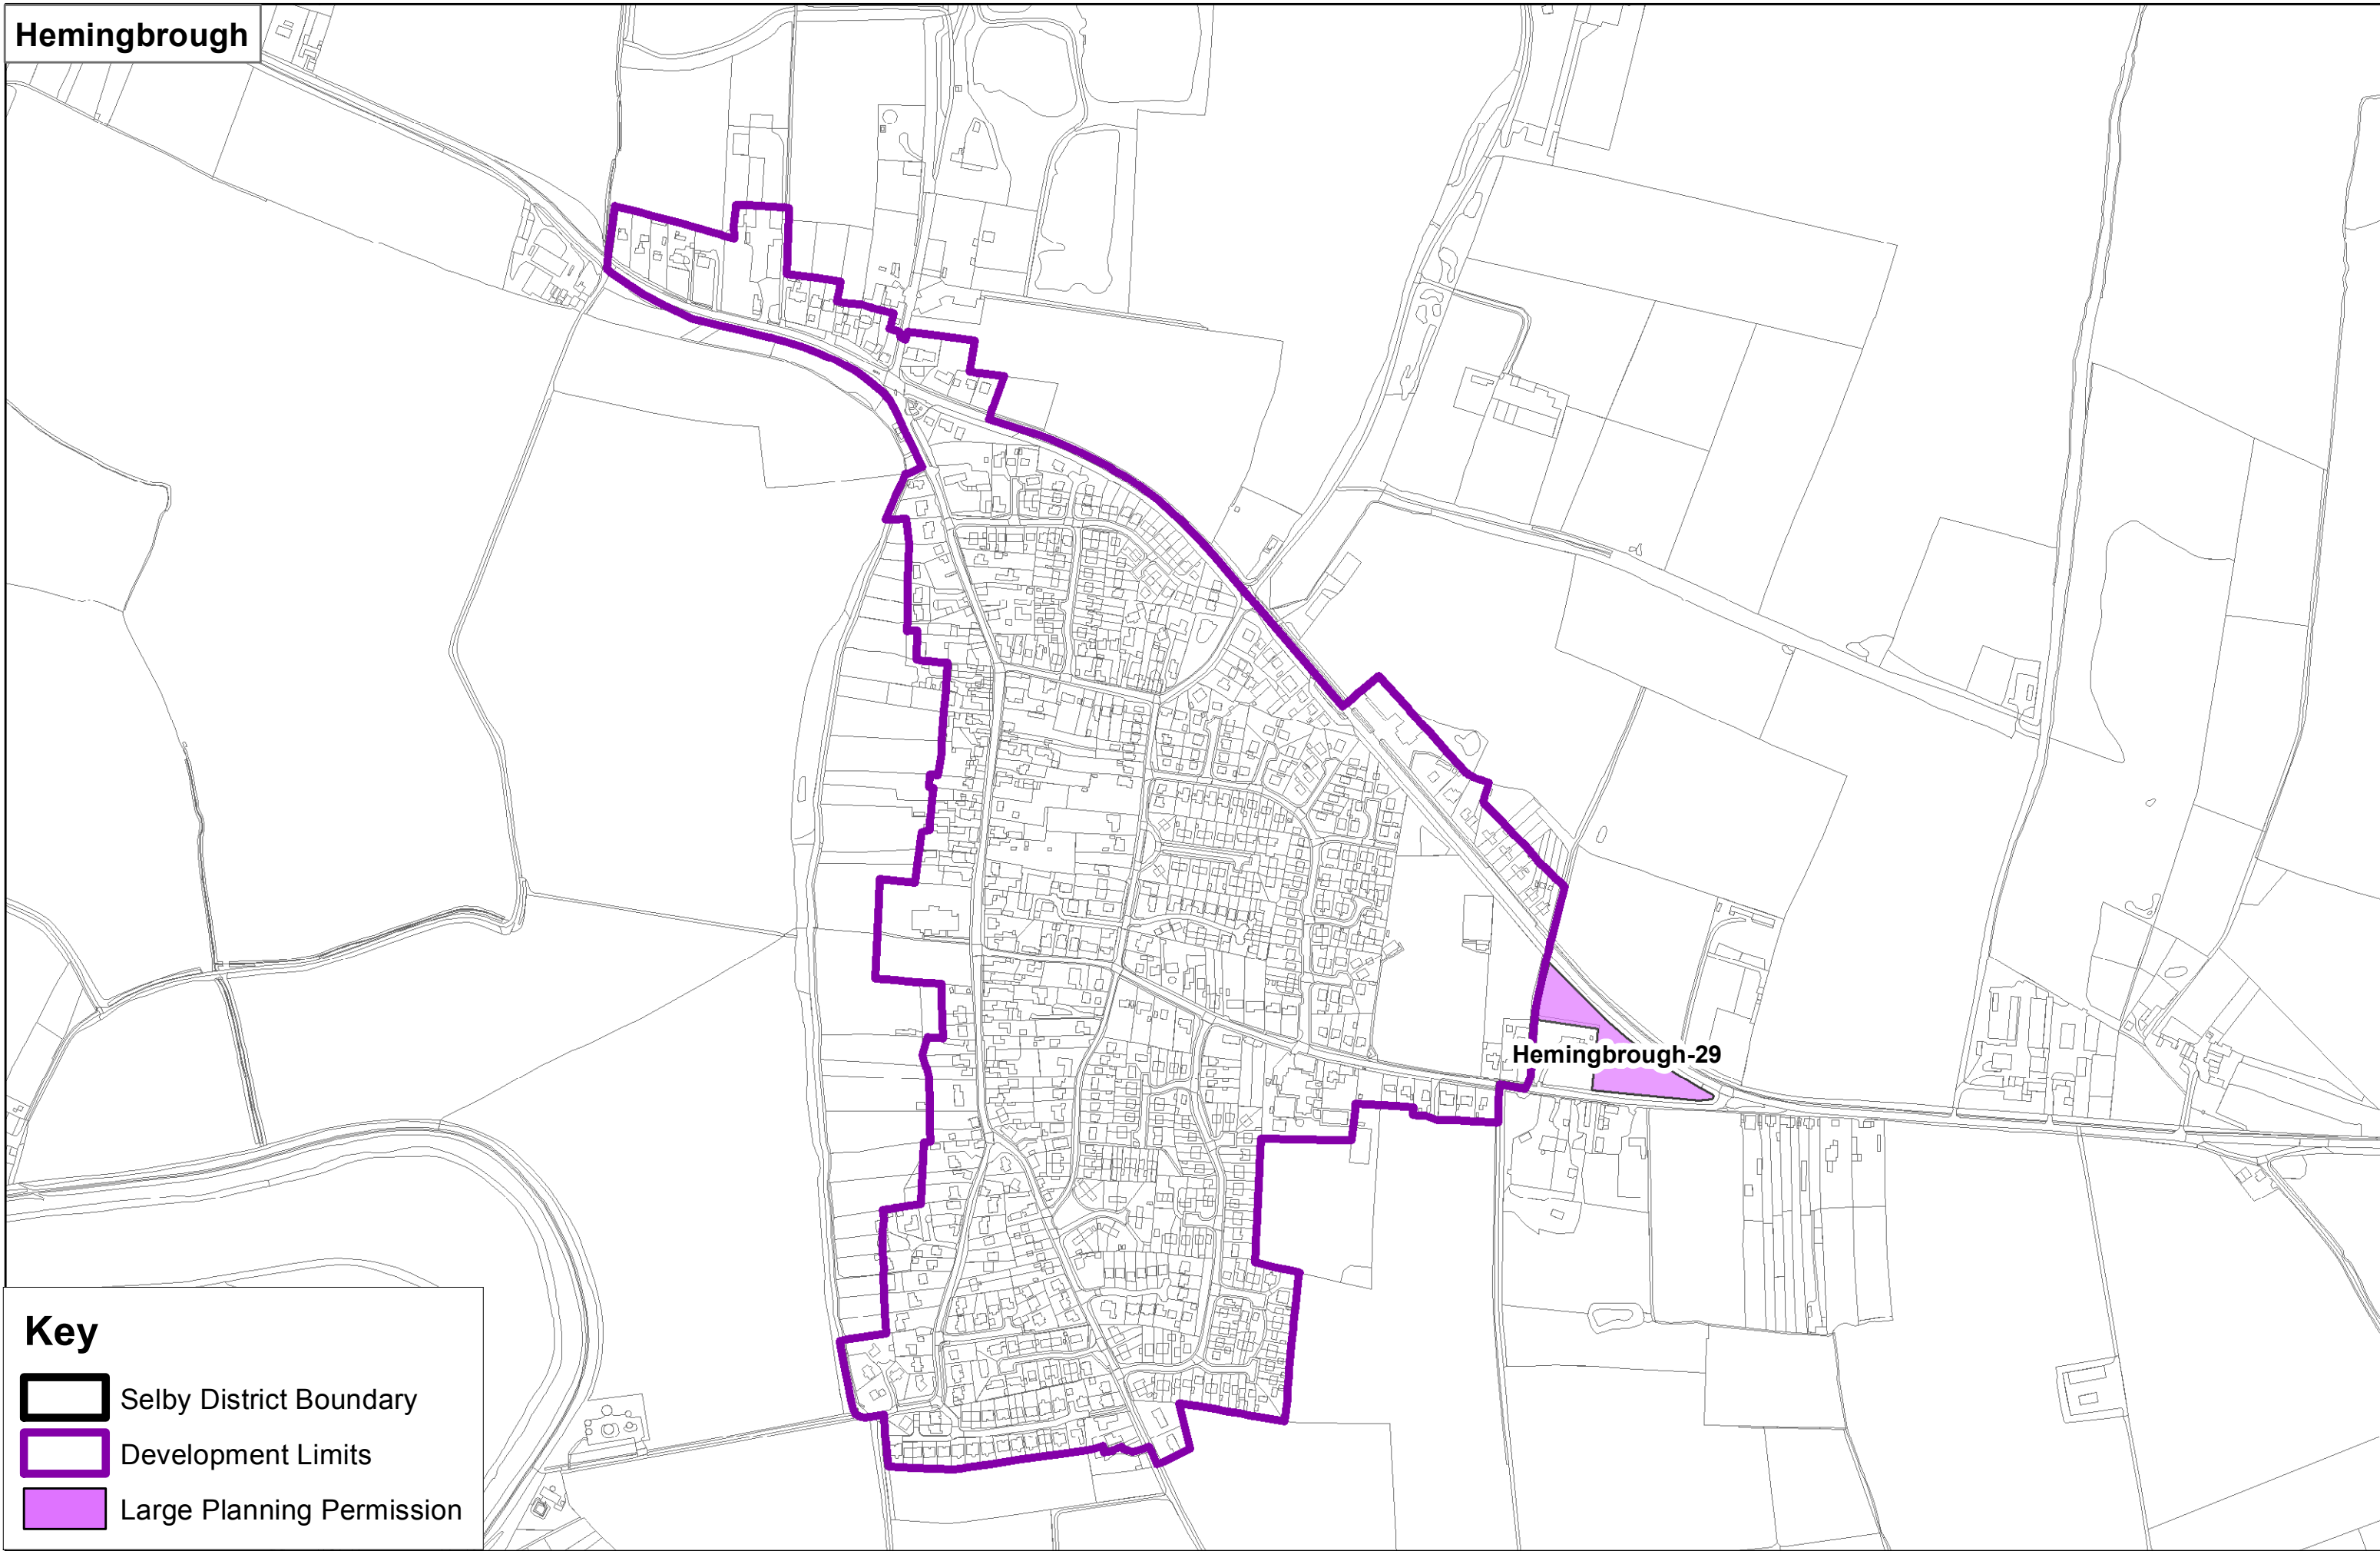 Hemingbrough
Hemingbrough-29
Key
Selby District Boundary
Development Limits
Large Planning Permission